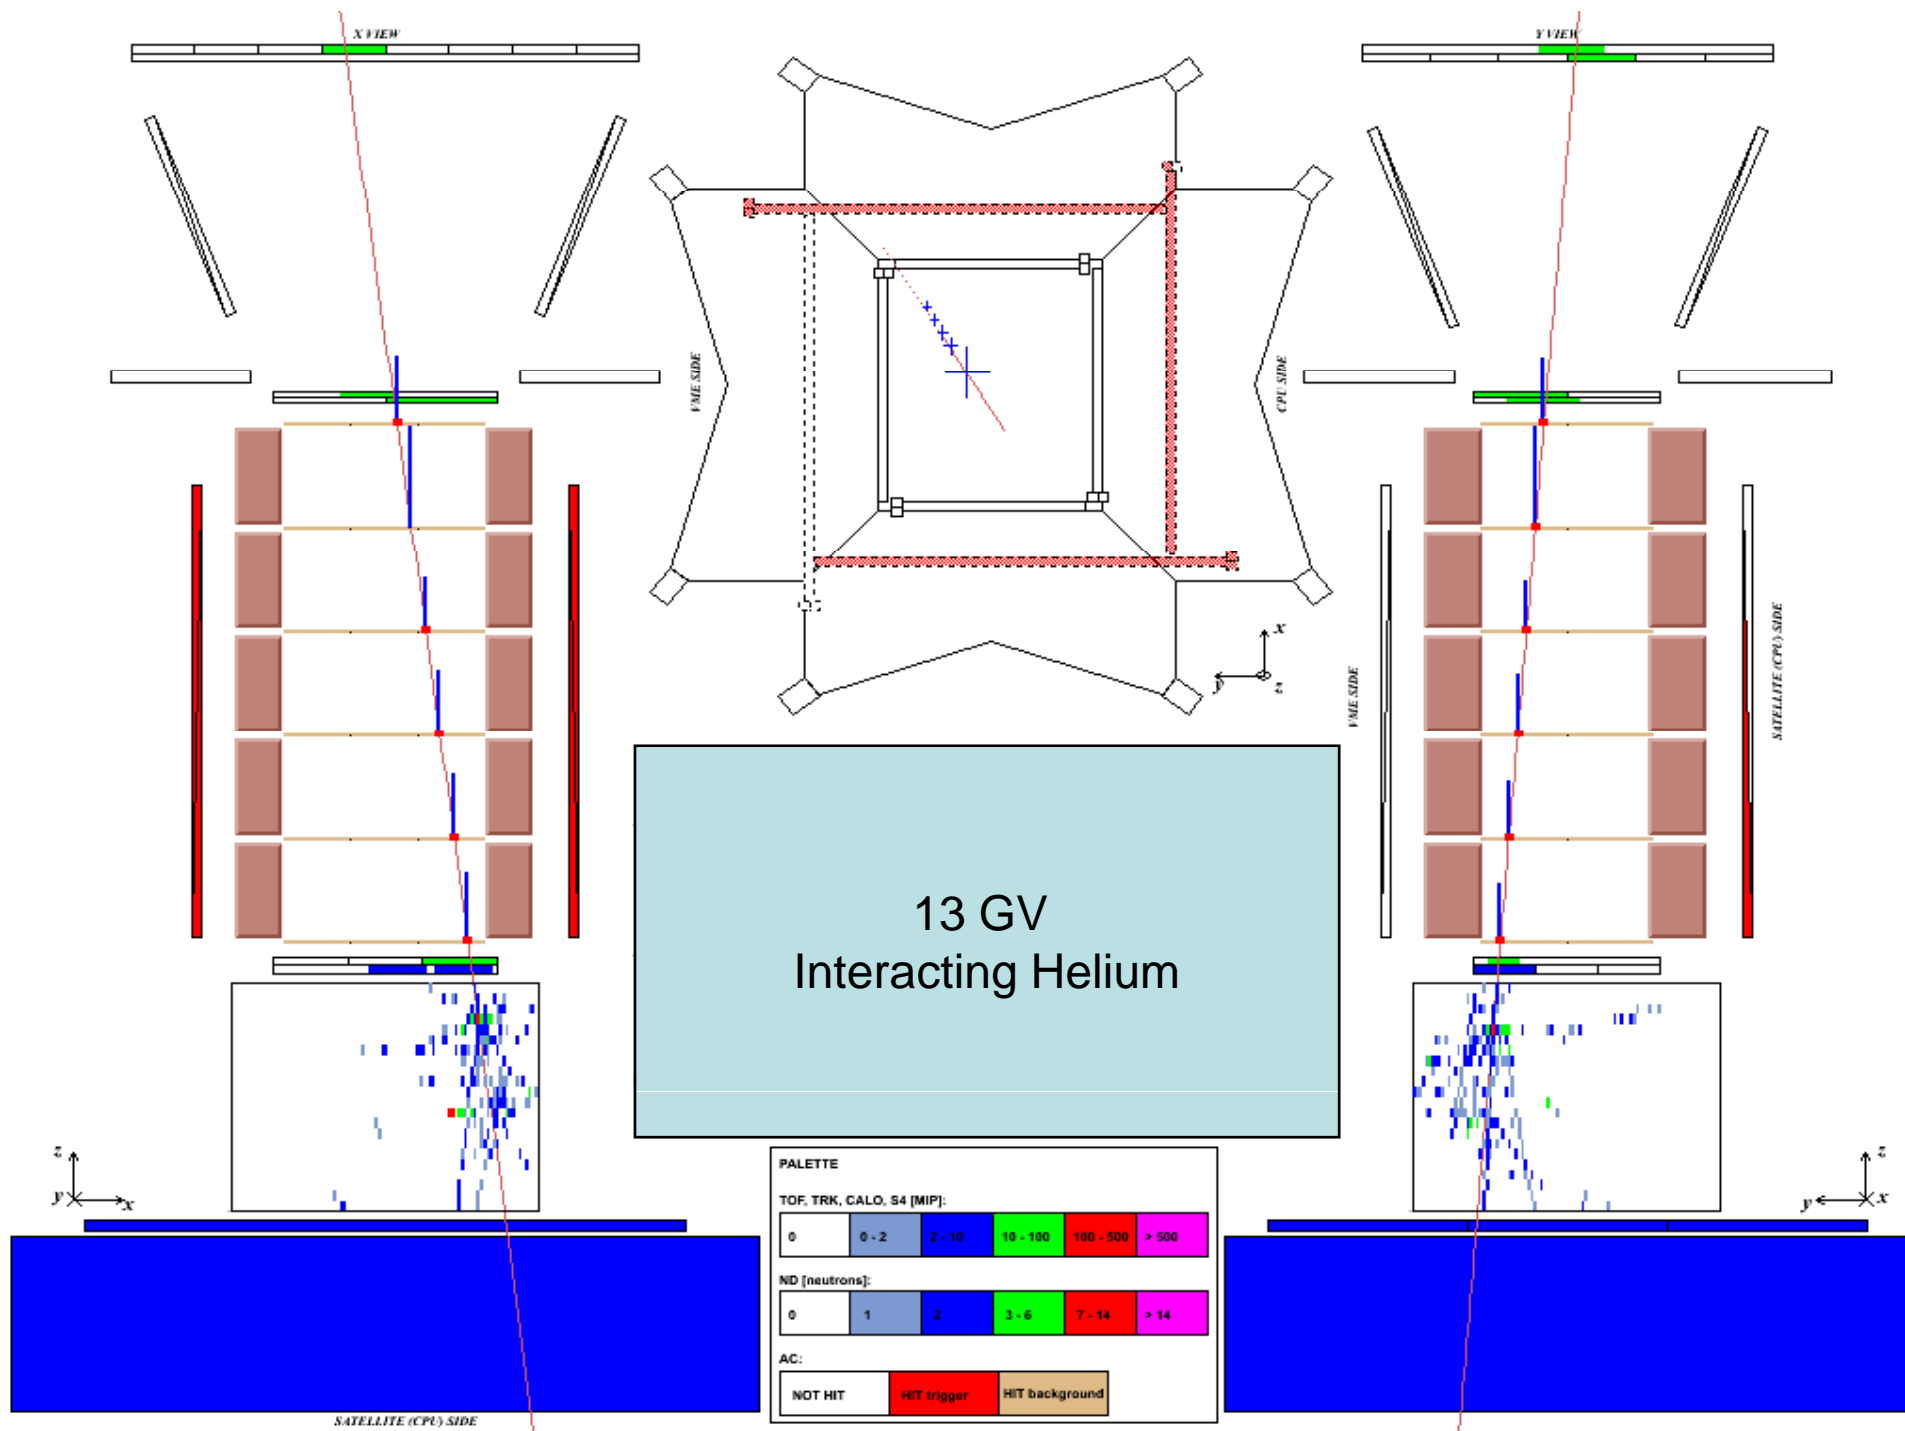 X VIEW
Y VIEW
VME SIDE
CPU SIDE
x
y
z
VME SIDE
SATELLITE (CPU) SIDE
13 GV
Interacting Helium
z
y
x
z
y
x
PALETTE
TOF, TRK, CALO, S4 [MIP]:
0 0 - 2 2 - 10 10 - 100 100 - 500 > 500
ND [neutrons]:
0 1 2 3 - 6 7 - 14 > 14
AC:
NOT HIT HIT trigger HIT background
SATELLITE (CPU) SIDE